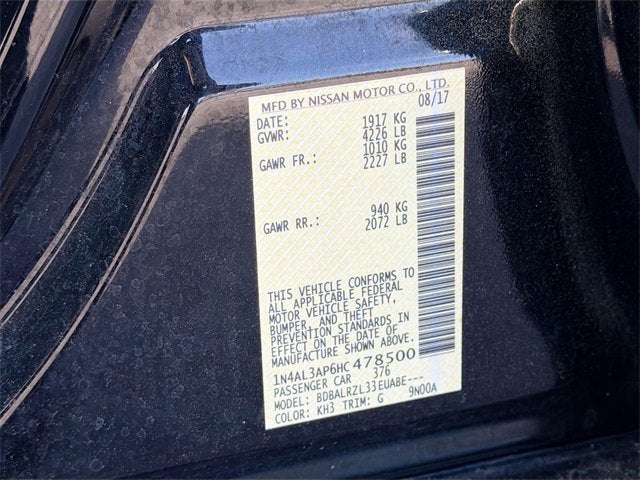 MFD BY NISSAN MOTOR CO., LTD.
DATE: 08/17
GVWR: 1917 KG
4226 LB
GAWR FR.: 1010 KG
2227 LB
GAWR RR.: 940 KG
2072 LB
THIS VEHICLE CONFORMS TO
ALL APPLICABLE FEDERAL
MOTOR VEHICLE SAFETY,
BUMPER, AND THEFT
PREVENTION STANDARDS IN
EFFECT ON THE DATE OF
MANUFACTURE SHOWN ABOVE.
1N4AL3AP6HC478500
PASSENGER CAR 376
MODEL: BDBALRZL33EUABE---
COLOR: KH3 TRIM: G 9N00A